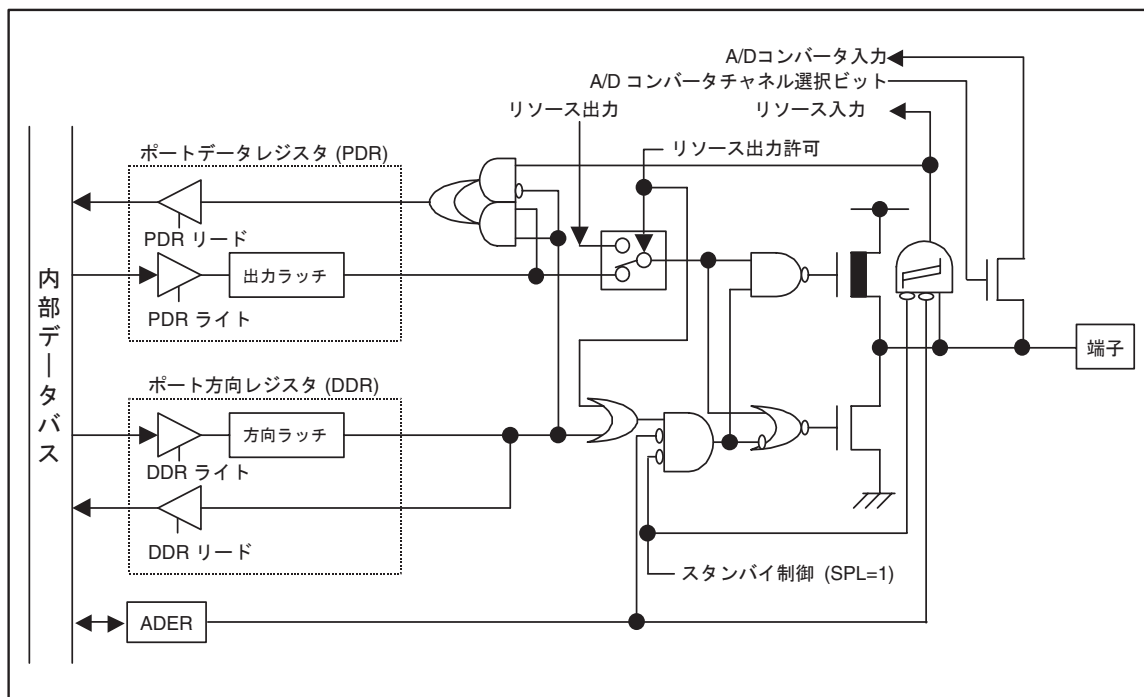 A/Dコンバータ入力
A/D コンバータチャネル選択ビット
リソース出力
リソース入力
ポートデータレジスタ (PDR)
リソース出力許可
PDR リード
出力ラッチ
PDR ライト
内部データバス
端子
ポート方向レジスタ (DDR)
方向ラッチ
DDR ライト
DDR リード
スタンバイ制御 (SPL=1)
ADER